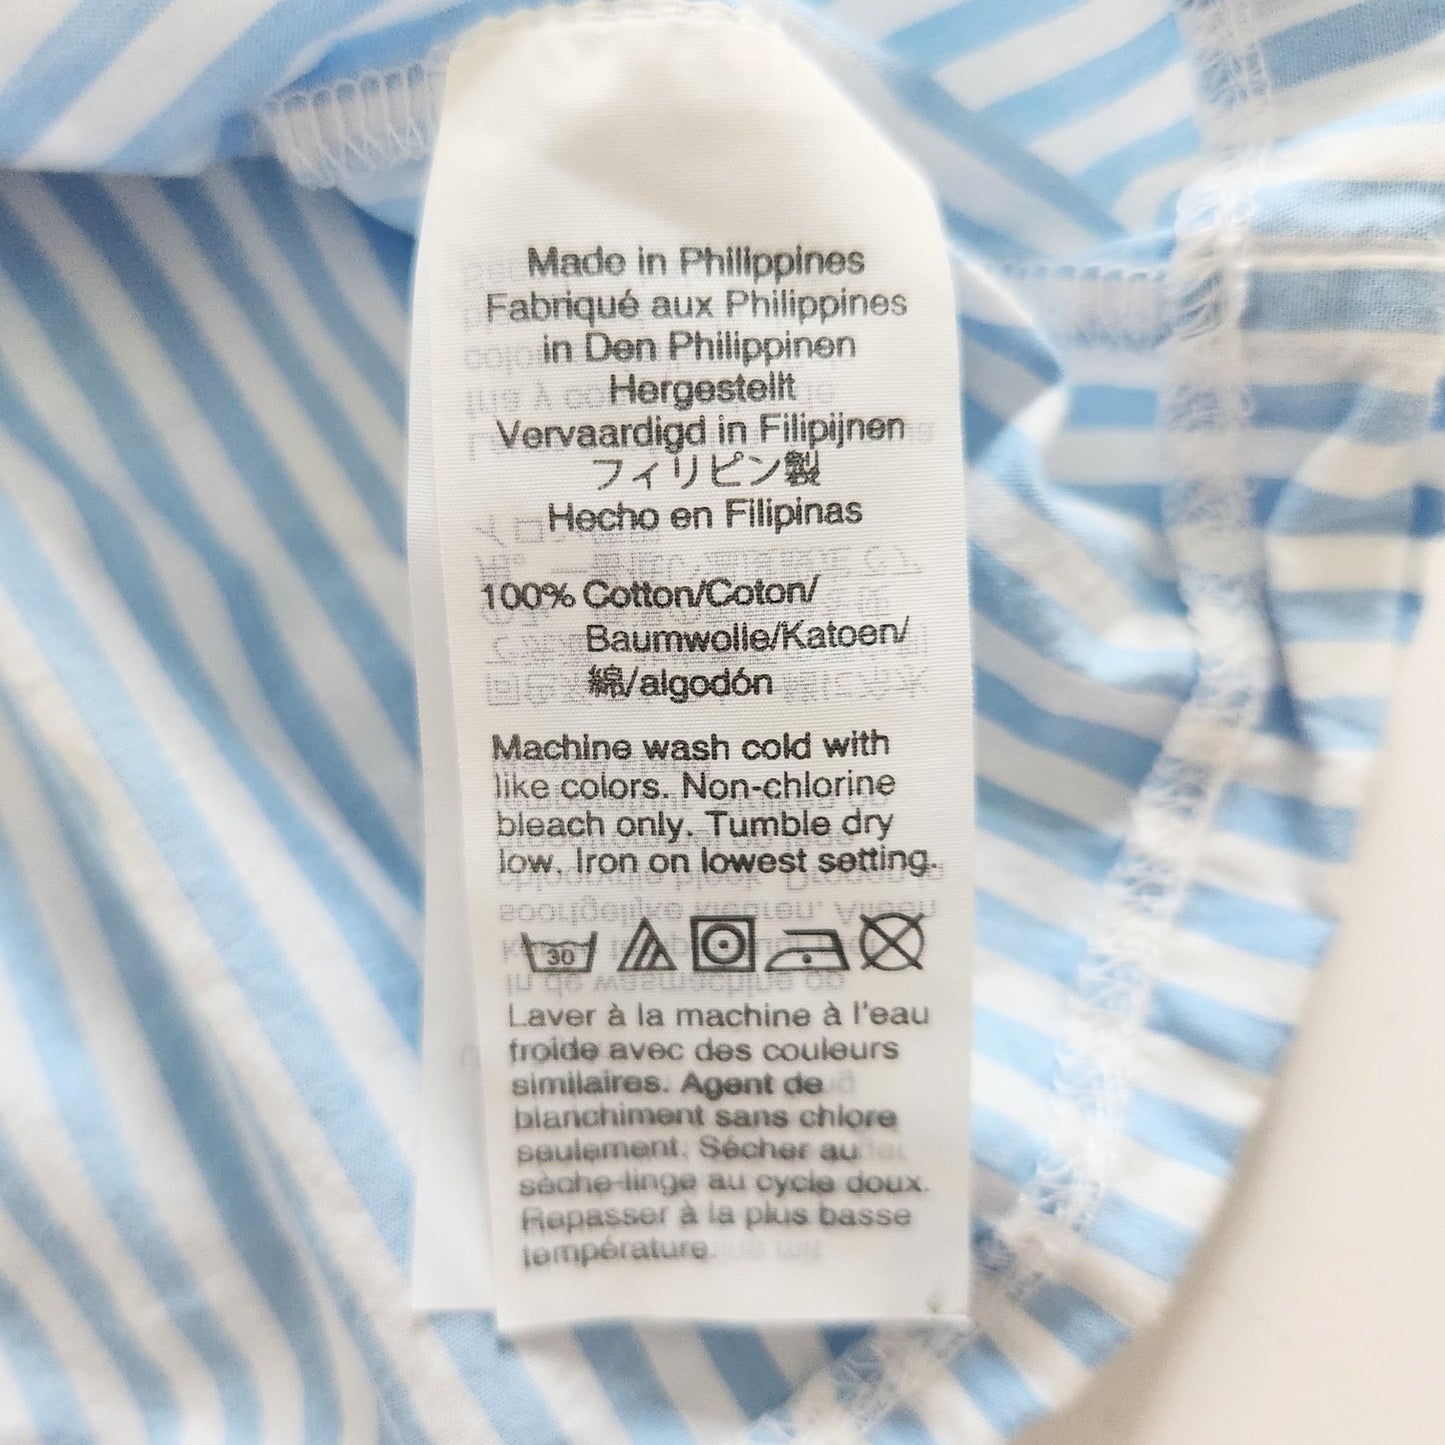 Made in Philippines
Fabriqué aux Philippines
in Den Philippinen
Hergestellt
Vervaardigd in Filipijnen
フィリピン製
Hecho en Filipinas
100% Cotton/Coton/
Baumwolle/Katoen/
綿/algodón
Machine wash cold with
like colors. Non-chlorine
bleach only. Tumble dry
low. Iron on lowest setting.
30
Laver à la machine à l'eau
froide avec des couleurs
similaires. Agent de
blanchiment sans chlore
seulement. Sécher au
sèche-linge au cycle doux.
Repasser à la plus basse
température.